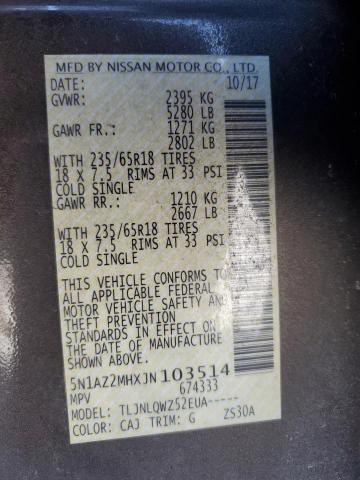 MFD BY NISSAN MOTOR CO., LTD.
DATE: 10/17
GVWR: 2395 KG
5280 LB
GAWR FR.: 1271 KG
2802 LB
WITH 235/65R18 TIRES
18 X 7.5 RIMS AT 33 PSI
COLD SINGLE
GAWR RR.: 1210 KG
2667 LB
WITH 235/65R18 TIRES
18 X 7.5 RIMS AT 33 PSI
COLD SINGLE
THIS VEHICLE CONFORMS TO
ALL APPLICABLE FEDERAL
MOTOR VEHICLE SAFETY AND
THEFT PREVENTION
STANDARDS IN EFFECT ON
THE DATE OF MANUFACTURE
SHOWN ABOVE.
5N1AZ2MHXJN103514
MPV 674333
MODEL: TLJNLQWZ52EUA-----
COLOR: CAJ TRIM: G ZS30A